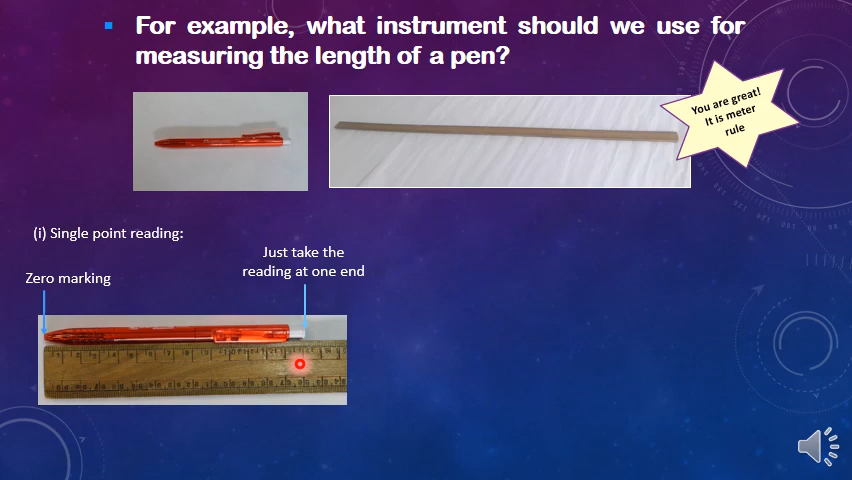 ▪ For example, what instrument should we use for
measuring the length of a pen?
You are great!
It is meter
rule
(i) Single point reading:
Just take the
reading at one end
Zero marking